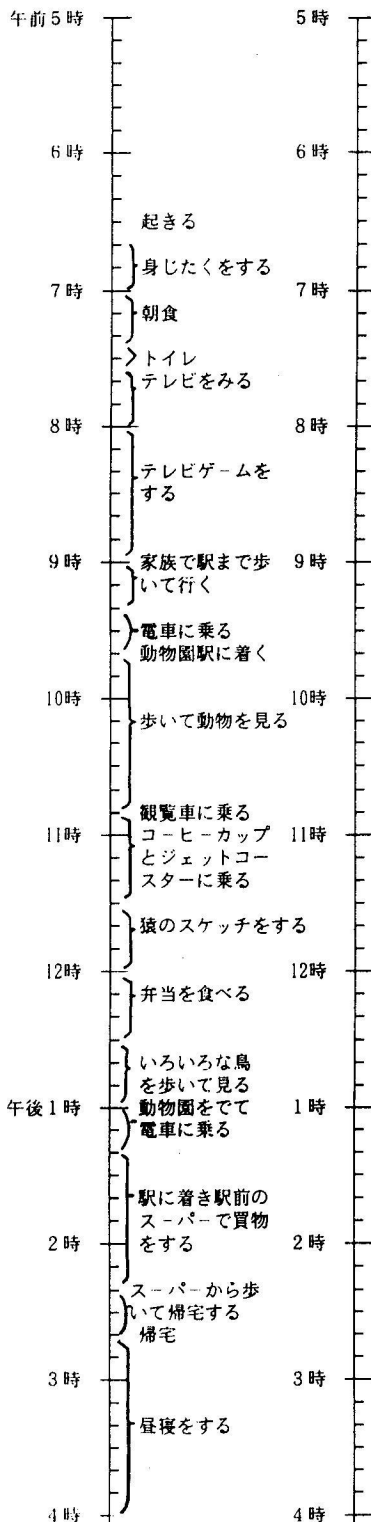 午前5時 5時
6時 6時
起きる
身じたくをする
7時 7時
朝食
トイレ
テレビをみる
8時 8時
テレビゲームを
する
9時 家族で駅まで歩 9時
いて行く
電車に乗る
動物園駅に着く
10時 10時
歩いて動物を見る
観覧車に乗る
11時 コーヒーカップ 11時
とジェットコー
スターに乗る
猿のスケッチをする
12時 12時
弁当を食べる
いろいろな鳥
を歩いて見る
午後1時 動物園をでて 1時
電車に乗る
駅に着き駅前の
スーパーで買物
2時 をする 2時
スーパーから歩
いて帰宅する
帰宅
3時 3時
昼寝をする
4時 4時